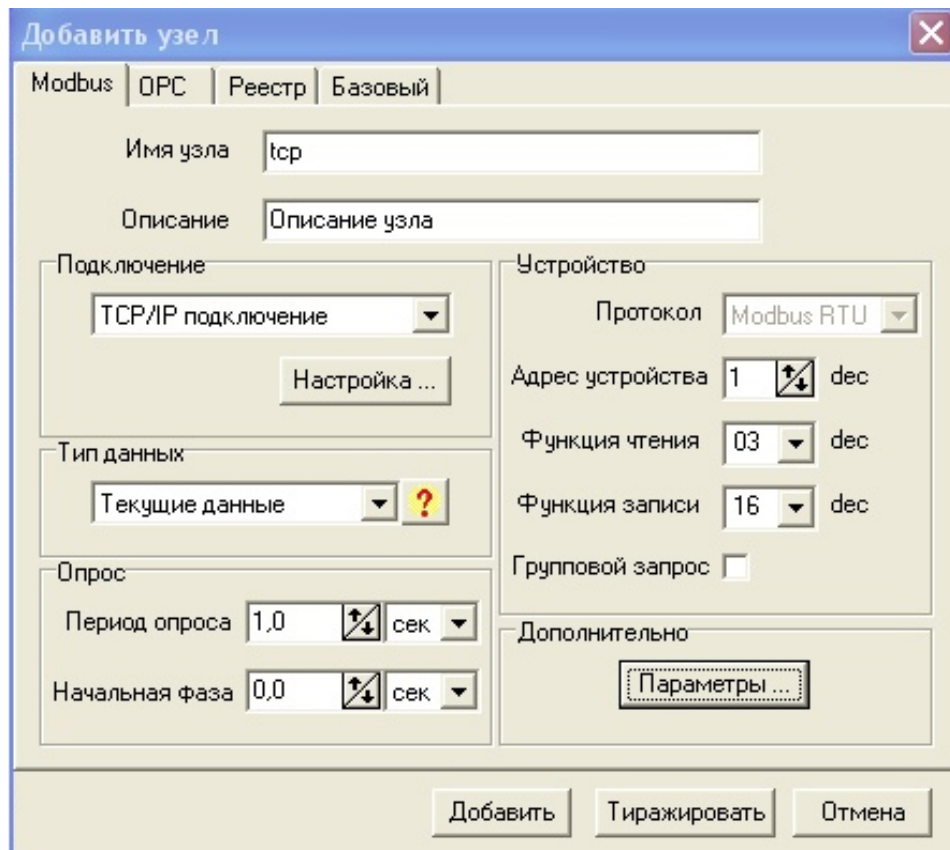 Добавить узел
Modbus OPC Реестр Базовый
Имя узла tcp
Описание Описание узла
Подключение
TCP/IP подключение
Настройка ...
Тип данных
Текущие данные ?
Опрос
Период опроса 1,0 сек
Начальная фаза 0,0 сек
Устройство
Протокол Modbus RTU
Адрес устройства 1 dec
Функция чтения 03 dec
Функция записи 16 dec
Групповой запрос
Дополнительно
Параметры ...
Добавить Тиражировать Отмена